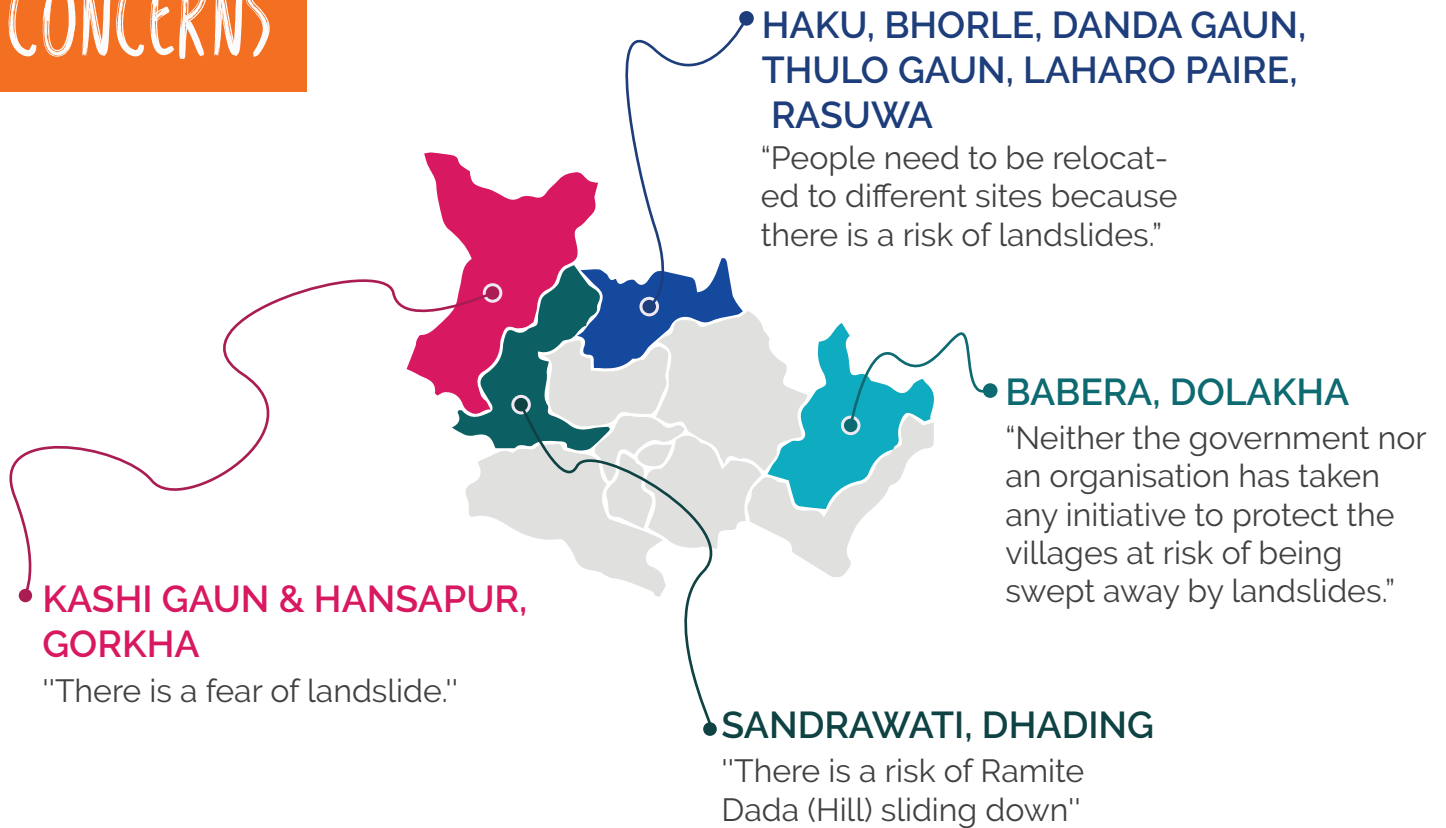 CONCERNS
HAKU, BHORLE, DANDA GAUN,
THULO GAUN, LAHARO PAIRE,
RASUWA
“People need to be relocat-
ed to different sites because
there is a risk of landslides.”
BABERA, DOLAKHA
“Neither the government nor
an organisation has taken
any initiative to protect the
villages at risk of being
swept away by landslides.”
KASHI GAUN & HANSAPUR,
GORKHA
"There is a fear of landslide."
SANDRAWATI, DHADING
"There is a risk of Ramite
Dada (Hill) sliding down"